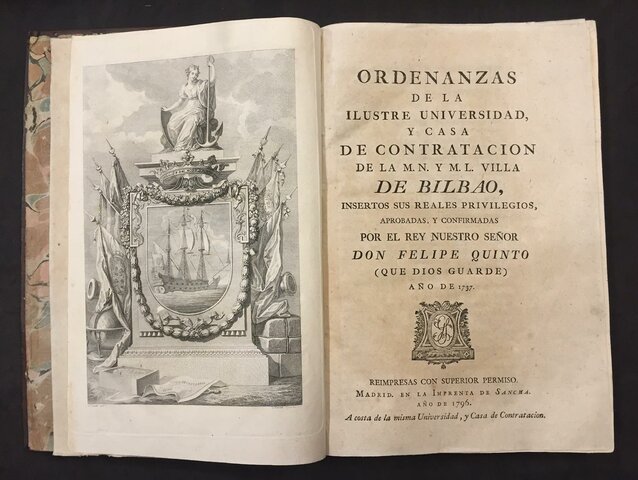 ORDENANZAS
DE LA
ILUSTRE UNIVERSIDAD,
Y CASA
DE CONTRATACION
DE LA M.N. Y M.L. VILLA
DE BILBAO,
INSERTOS SUS REALES PRIVILEGIOS,
APROBADAS, Y CONFIRMADAS
POR EL REY NUESTRO SEÑOR
DON FELIPE QUINTO
(QUE DIOS GUARDE)
AÑO DE 1737.
REIMPRESAS CON SUPERIOR PERMISO.
MADRID. EN LA IMPRENTA DE SANCHA.
AÑO DE 1796.
A costa de la misma Universidad, y Casa de Contratacion.